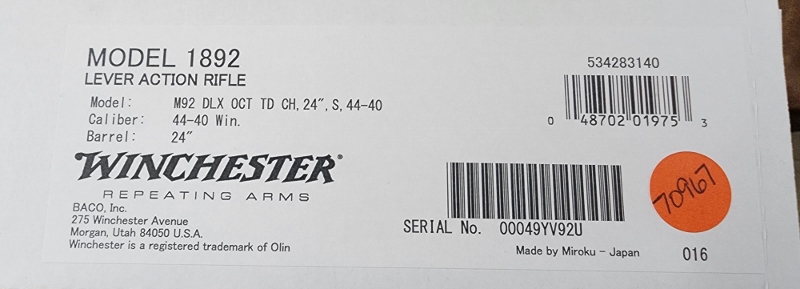 MODEL 1892
LEVER ACTION RIFLE
Model: M92 DLX OCT TD CH, 24", S, 44-40
Caliber: 44-40 Win.
Barrel: 24"
WINCHESTER®
REPEATING ARMS
BACO, Inc.
275 Winchester Avenue
Morgan, Utah 84050 U.S.A.
Winchester is a registered trademark of Olin
534283140
0 48702 01975 3
SERIAL No. 00049YV92U
Made by Miroku - Japan 016
70967